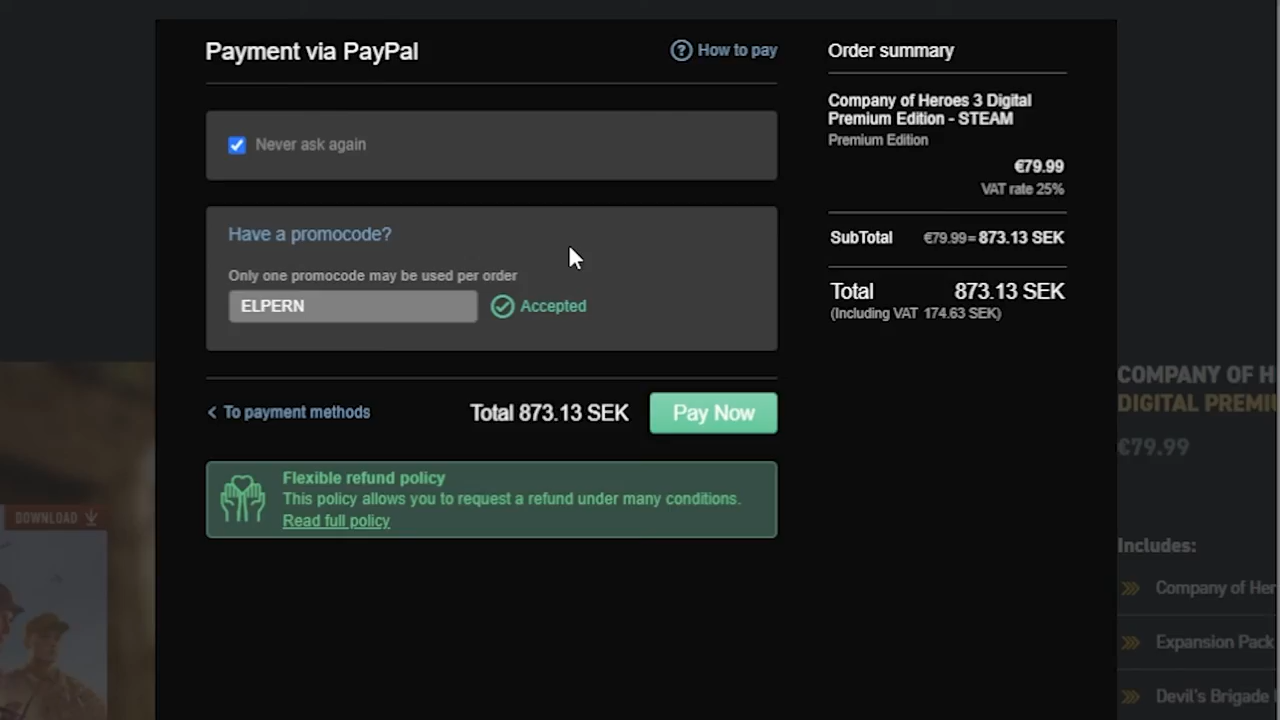 Payment via PayPal
How to pay
Never ask again
Have a promocode?
Only one promocode may be used per order
ELPERN
Accepted
To payment methods
Total 873.13 SEK
Pay Now
Flexible refund policy
This policy allows you to request a refund under many conditions.
Read full policy
Order summary
Company of Heroes 3 Digital
Premium Edition - STEAM
Premium Edition
€79.99
VAT rate 25%
SubTotal €79.99= 873.13 SEK
Total 873.13 SEK
(Including VAT 174.63 SEK)
DOWNLOAD
COMPANY OF H
DIGITAL PREMIU
€79.99
Includes:
Company of Her
Expansion Pack
Devil's Brigade